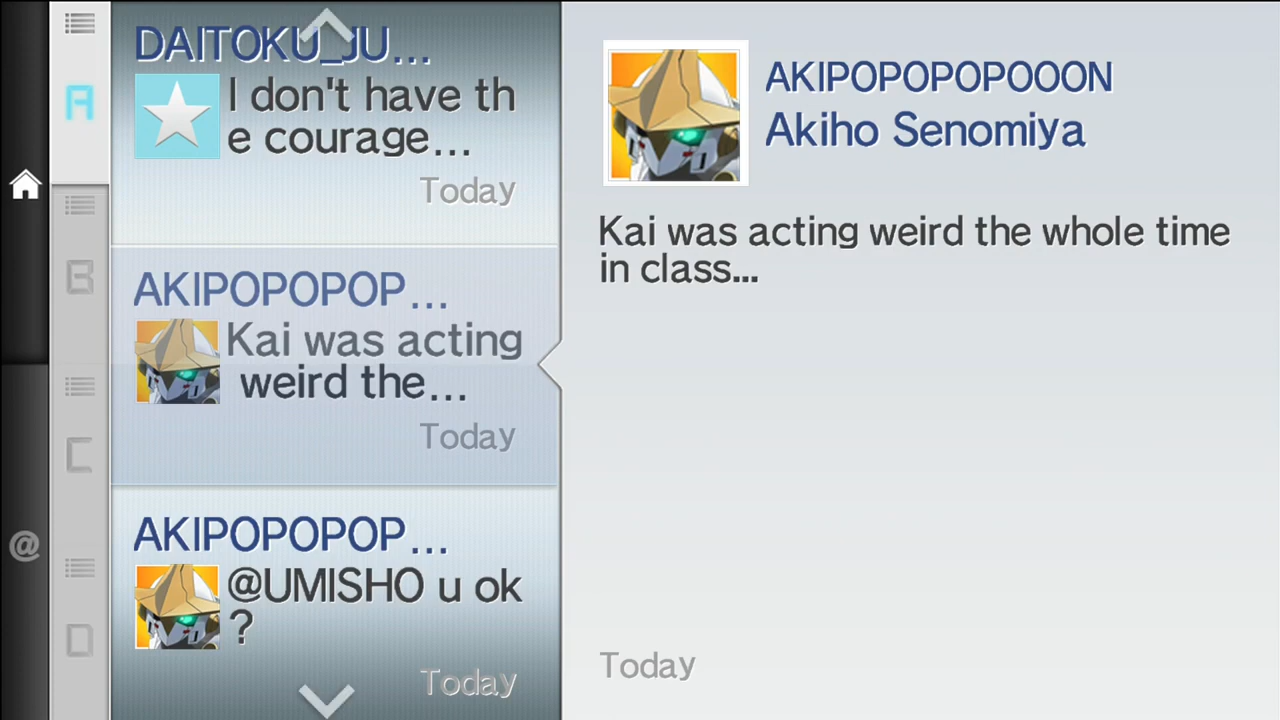 A
B
C
D
@
DAITOKU_JU...
I don't have th
e courage...
Today
AKIPOPOPOP...
Kai was acting
weird the...
Today
AKIPOPOPOP...
@UMISHO u ok
?
Today
AKIPOPOPOPOOON
Akiho Senomiya
Kai was acting weird the whole time
in class...
Today